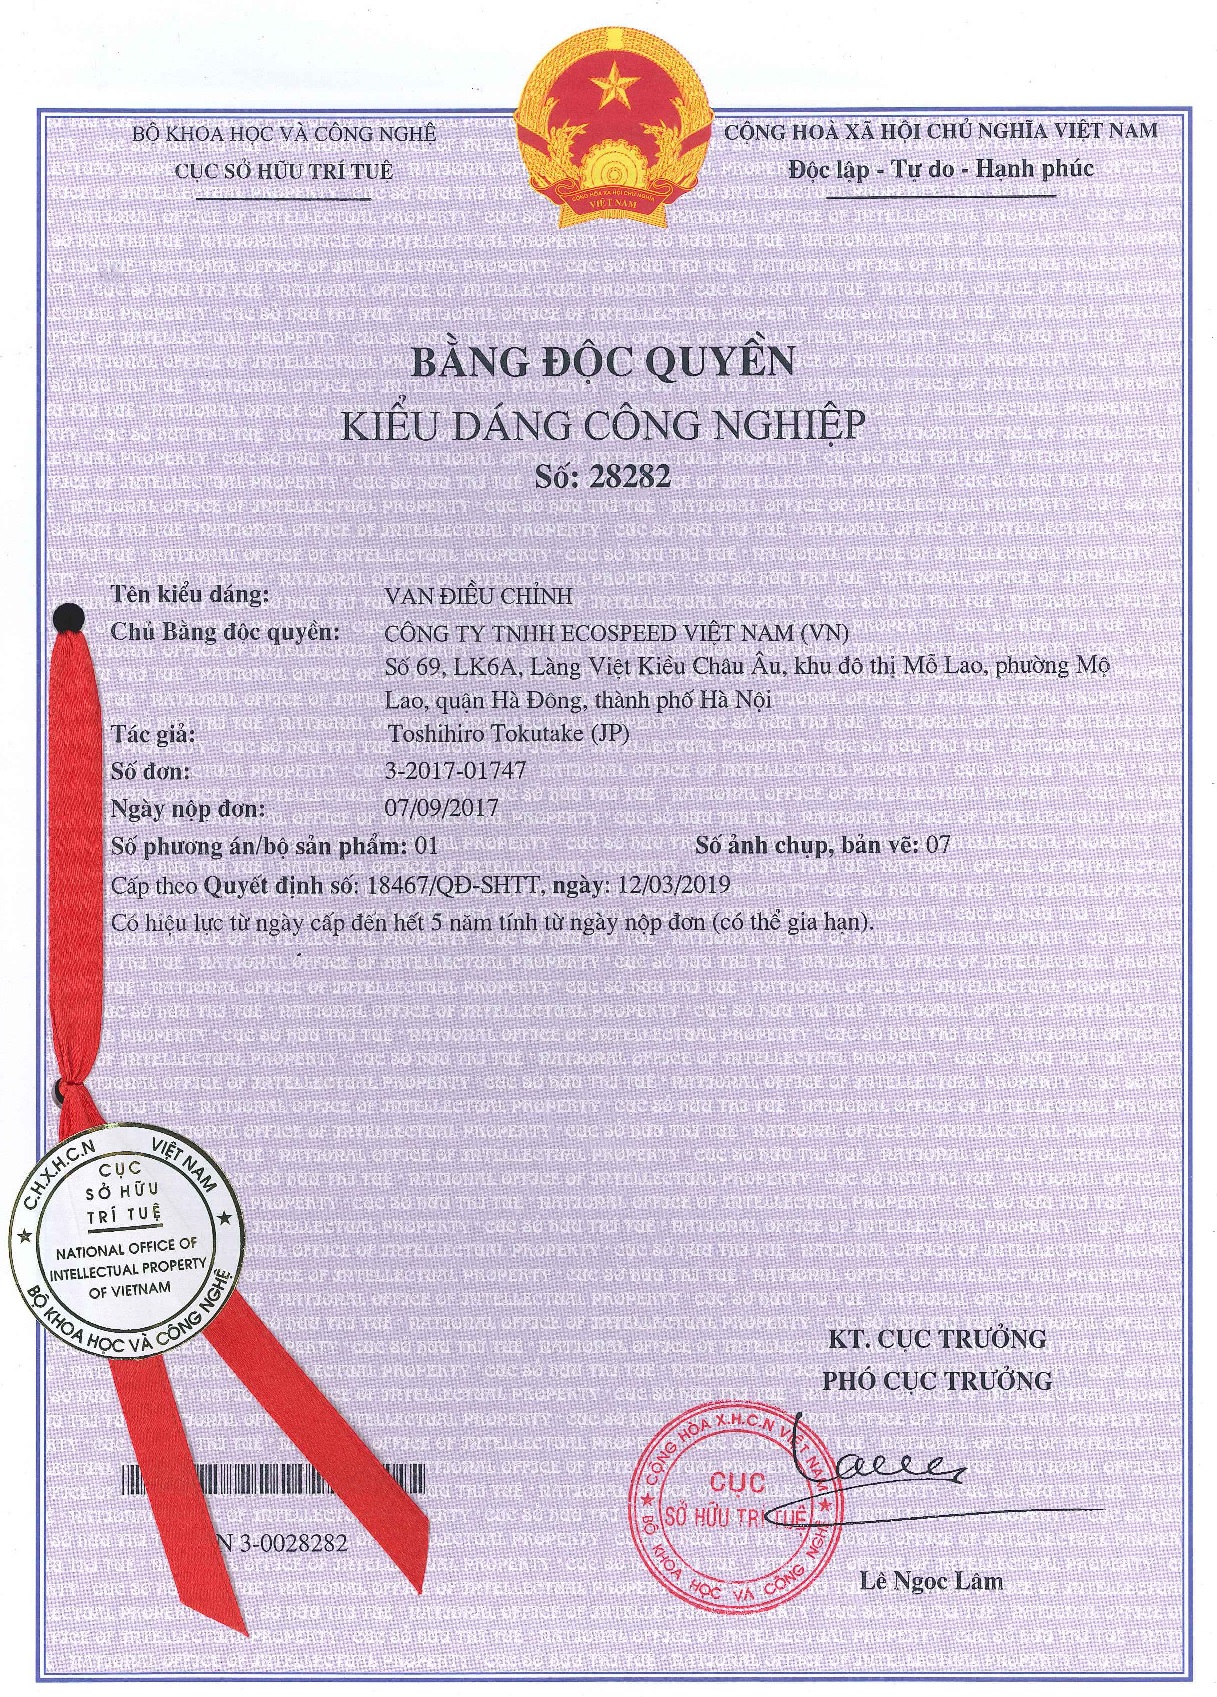 BỘ KHOA HỌC VÀ CÔNG NGHỆ
CỤC SỞ HỮU TRÍ TUỆ
CỘNG HOÀ XÃ HỘI CHỦ NGHĨA VIỆT NAM
Độc lập - Tự do - Hạnh phúc
CỘNG HÒA XÃ HỘI CHỦ NGHĨA
VIỆT NAM
BẰNG ĐỘC QUYỀN
KIỂU DÁNG CÔNG NGHIỆP
Số: 28282
Tên kiểu dáng: VAN ĐIỀU CHỈNH
Chủ Bằng độc quyền: CÔNG TY TNHH ECOSPEED VIỆT NAM (VN)
Số 69, LK6A, Làng Việt Kiều Châu Âu, khu đô thị Mỗ Lao, phường Mộ
Lao, quận Hà Đông, thành phố Hà Nội
Tác giả: Toshihiro Tokutake (JP)
Số đơn: 3-2017-01747
Ngày nộp đơn: 07/09/2017
Số phương án/bộ sản phẩm: 01 Số ảnh chụp, bản vẽ: 07
Cấp theo Quyết định số: 18467/QĐ-SHTT, ngày: 12/03/2019
Có hiệu lực từ ngày cấp đến hết 5 năm tính từ ngày nộp đơn (có thể gia hạn).
C.H.X.H.C.N VIỆT NAM
CỤC
SỞ HỮU
TRÍ TUỆ
NATIONAL OFFICE OF
INTELLECTUAL PROPERTY
OF VIETNAM
BỘ KHOA HỌC VÀ CÔNG NGHỆ
KT. CỤC TRƯỞNG
PHÓ CỤC TRƯỞNG
CỘNG HÒA X.H.C.N VIỆT NAM
CỤC
SỞ HỮU TRÍ TUỆ
BỘ KHOA HỌC VÀ CÔNG NGHỆ
N 3-0028282
Lê Ngọc Lâm